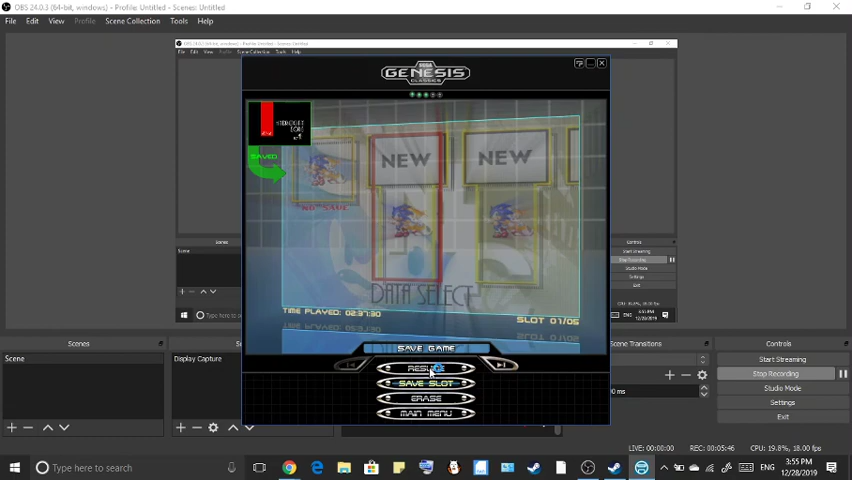 OBS 24.0.3 (64-bit, windows) - Profile: Untitled - Scenes: Untitled
File Edit View Profile Scene Collection Tools Help
SEGA
GENESIS
CLASSICS
SAVED
NEW NEW
NO SAVE
DATA SELECT
TIME PLAYED: 02:37:30 SLOT 01/05
SAVE GAME
RESUME
SAVE SLOT
ERASE
MAIN MENU
Scenes
Scene
Display Capture
Scene Transitions
Controls
Start Streaming
Stop Recording
Studio Mode
Settings
Exit
LIVE: 00:00:00 REC: 00:05:46 CPU: 19.8%, 18.00 fps
Type here to search
ENG
3:55 PM
12/28/2019